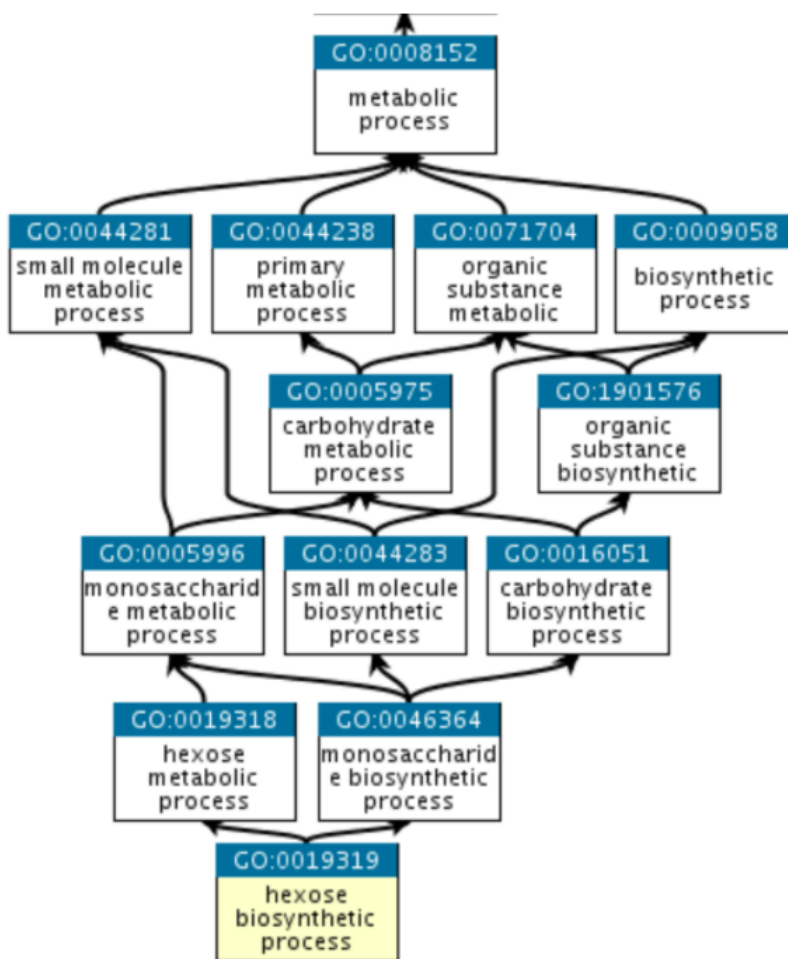 GO:0008152
metabolic
process
GO:0044281
small molecule
metabolic
process
GO:0044238
primary
metabolic
process
GO:0071704
organic
substance
metabolic
GO:0009058
biosynthetic
process
GO:0005975
carbohydrate
metabolic
process
GO:1901576
organic
substance
biosynthetic
GO:0005996
monosaccharid
e metabolic
process
GO:0044283
small molecule
biosynthetic
process
GO:0016051
carbohydrate
biosynthetic
process
GO:0019318
hexose
metabolic
process
GO:0046364
monosaccharid
e biosynthetic
process
GO:0019319
hexose
biosynthetic
process